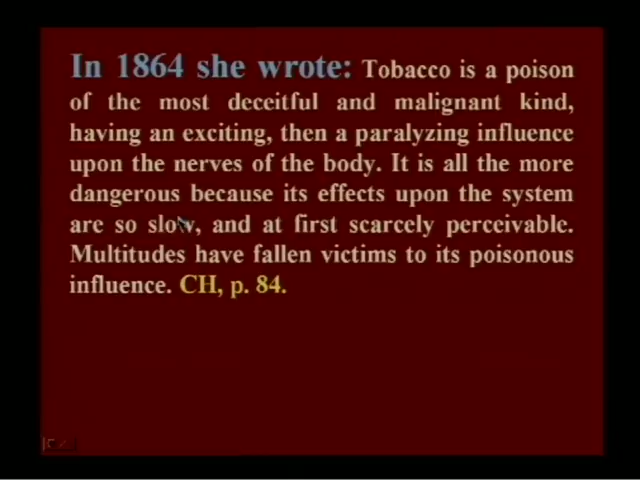 In 1864 she wrote: Tobacco is a poison
of the most deceitful and malignant kind,
having an exciting, then a paralyzing influence
upon the nerves of the body. It is all the more
dangerous because its effects upon the system
are so slow, and at first scarcely perceivable.
Multitudes have fallen victims to its poisonous
influence. CH, p. 84.